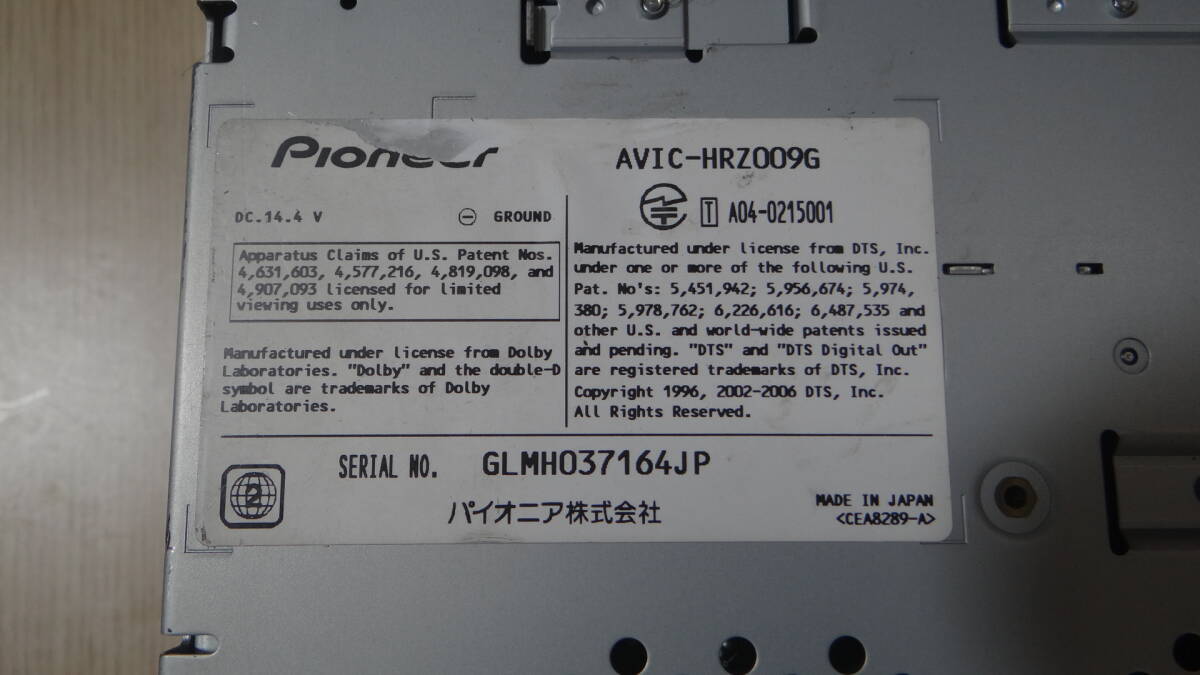 Pioneer
AVIC-HRZ009G
DC.14.4 V ⊖ GROUND
T A04-0215001
Apparatus Claims of U.S. Patent Nos.
4,631,603, 4,577,216, 4,819,098, and
4,907,093 licensed for limited
viewing uses only.
Manufactured under license from Dolby
Laboratories. "Dolby" and the double-D
symbol are trademarks of Dolby
Laboratories.
Manufactured under license from DTS, Inc.
under one or more of the following U.S.
Pat. No's: 5,451,942; 5,956,674; 5,974,
380; 5,978,762; 6,226,616; 6,487,535 and
other U.S. and world-wide patents issued
and pending. "DTS" and "DTS Digital Out"
are registered trademarks of DTS, Inc.
Copyright 1996, 2002-2006 DTS, Inc.
All Rights Reserved.
SERIAL NO. GLMH037164JP
2
パイオニア株式会社
MADE IN JAPAN
<CEA8289-A>